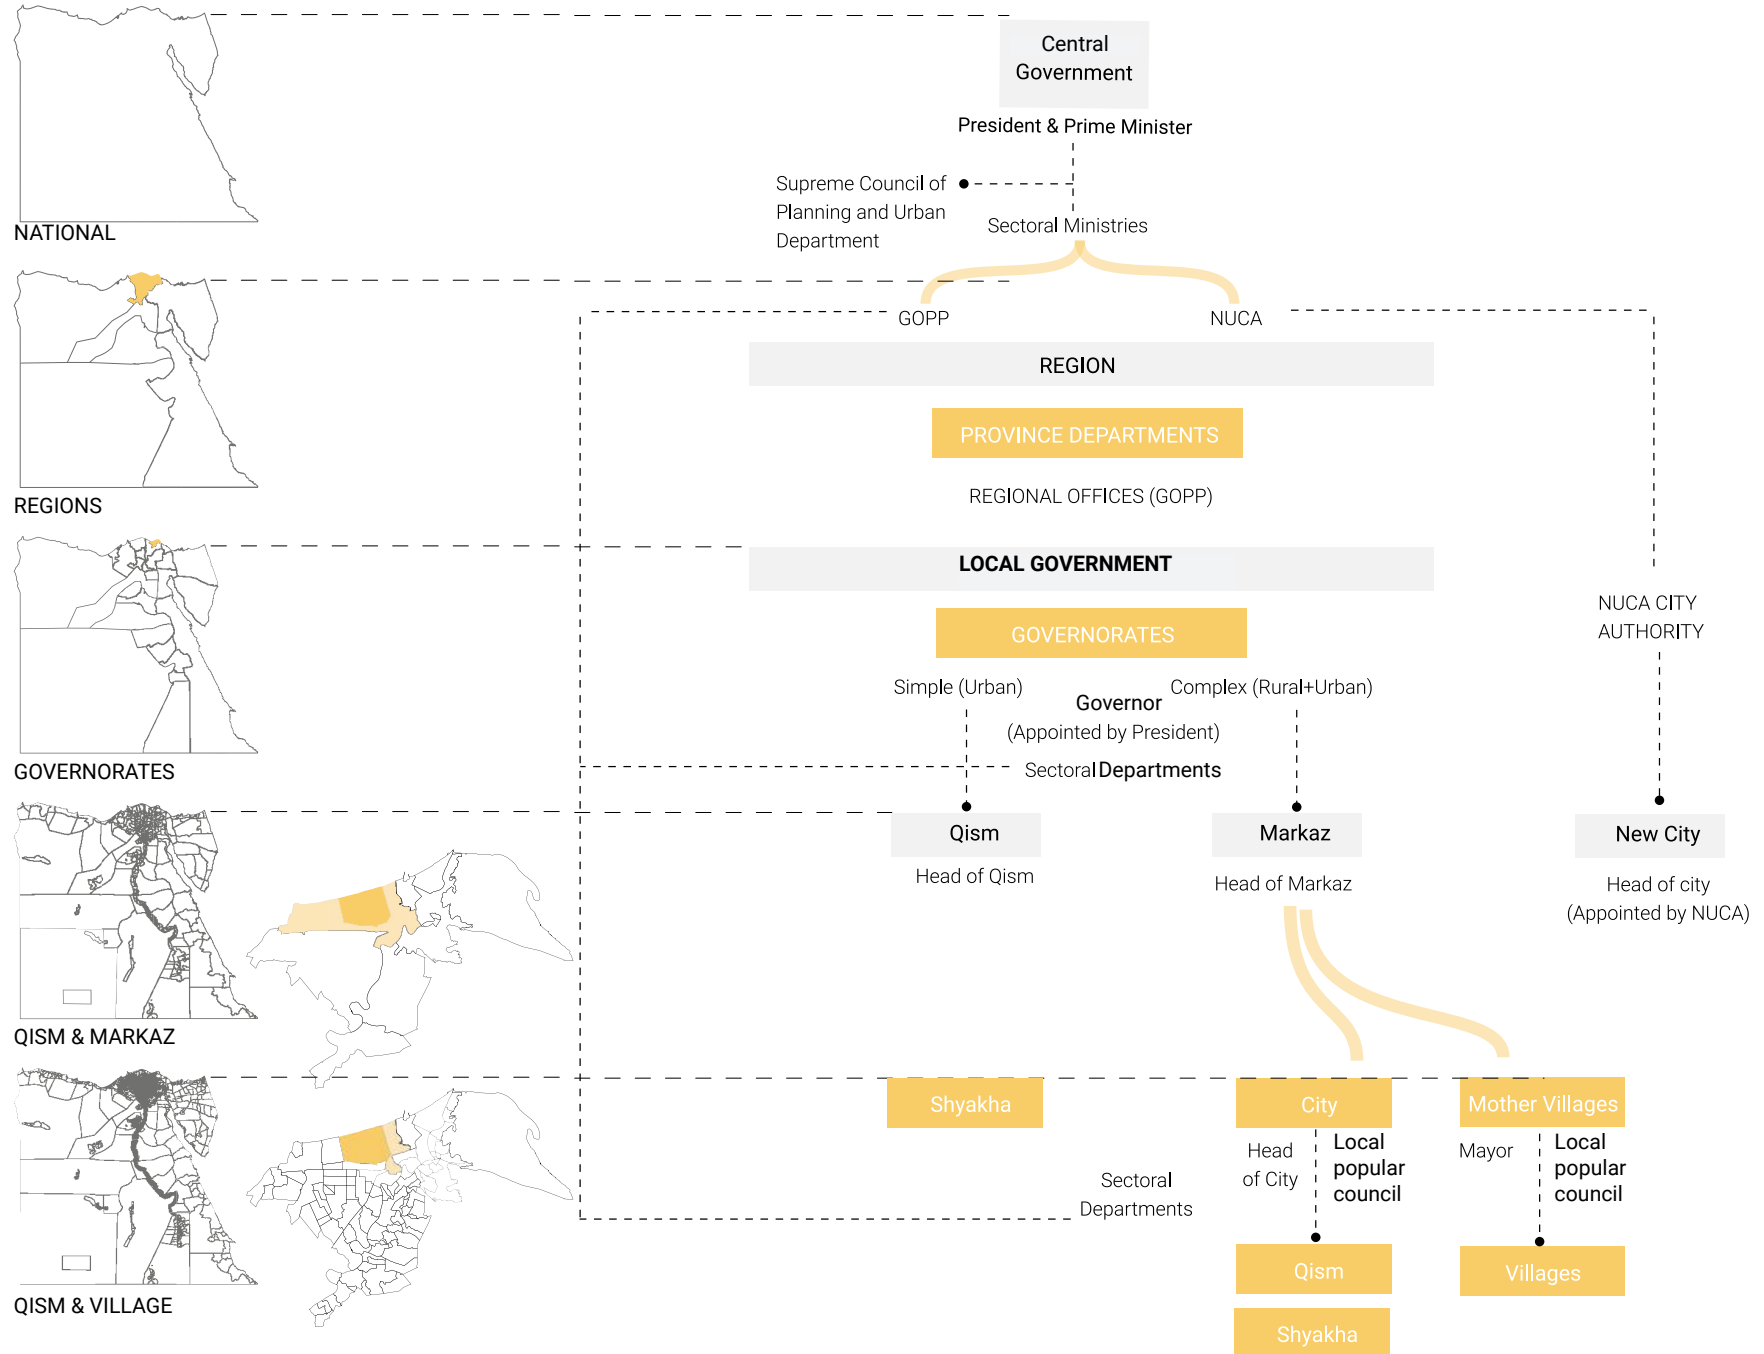 Central
Government
President & Prime Minister
Supreme Council of
Planning and Urban
Department
Sectoral Ministries
NATIONAL
GOPP
NUCA
REGION
PROVINCE DEPARTMENTS
REGIONAL OFFICES (GOPP)
REGIONS
LOCAL GOVERNMENT
GOVERNORATES
NUCA CITY
AUTHORITY
Simple (Urban)
Complex (Rural+Urban)
Governor
(Appointed by President)
Sectoral Departments
GOVERNORATES
Qism
Head of Qism
Markaz
Head of Markaz
New City
Head of city
(Appointed by NUCA)
QISM & MARKAZ
Shyakha
City
Mother Villages
Head
of City
Local
popular
council
Mayor
Local
popular
council
Sectoral
Departments
Qism
Villages
Shyakha
QISM & VILLAGE